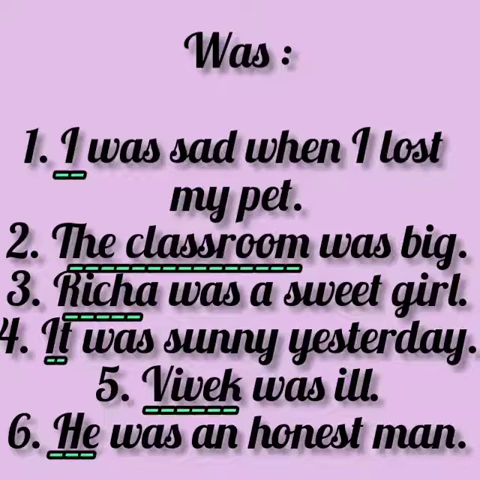 Was :
1. I was sad when I lost
my pet.
2. The classroom was big.
3. Richa was a sweet girl.
4. It was sunny yesterday.
5. Vivek was ill.
6. He was an honest man.